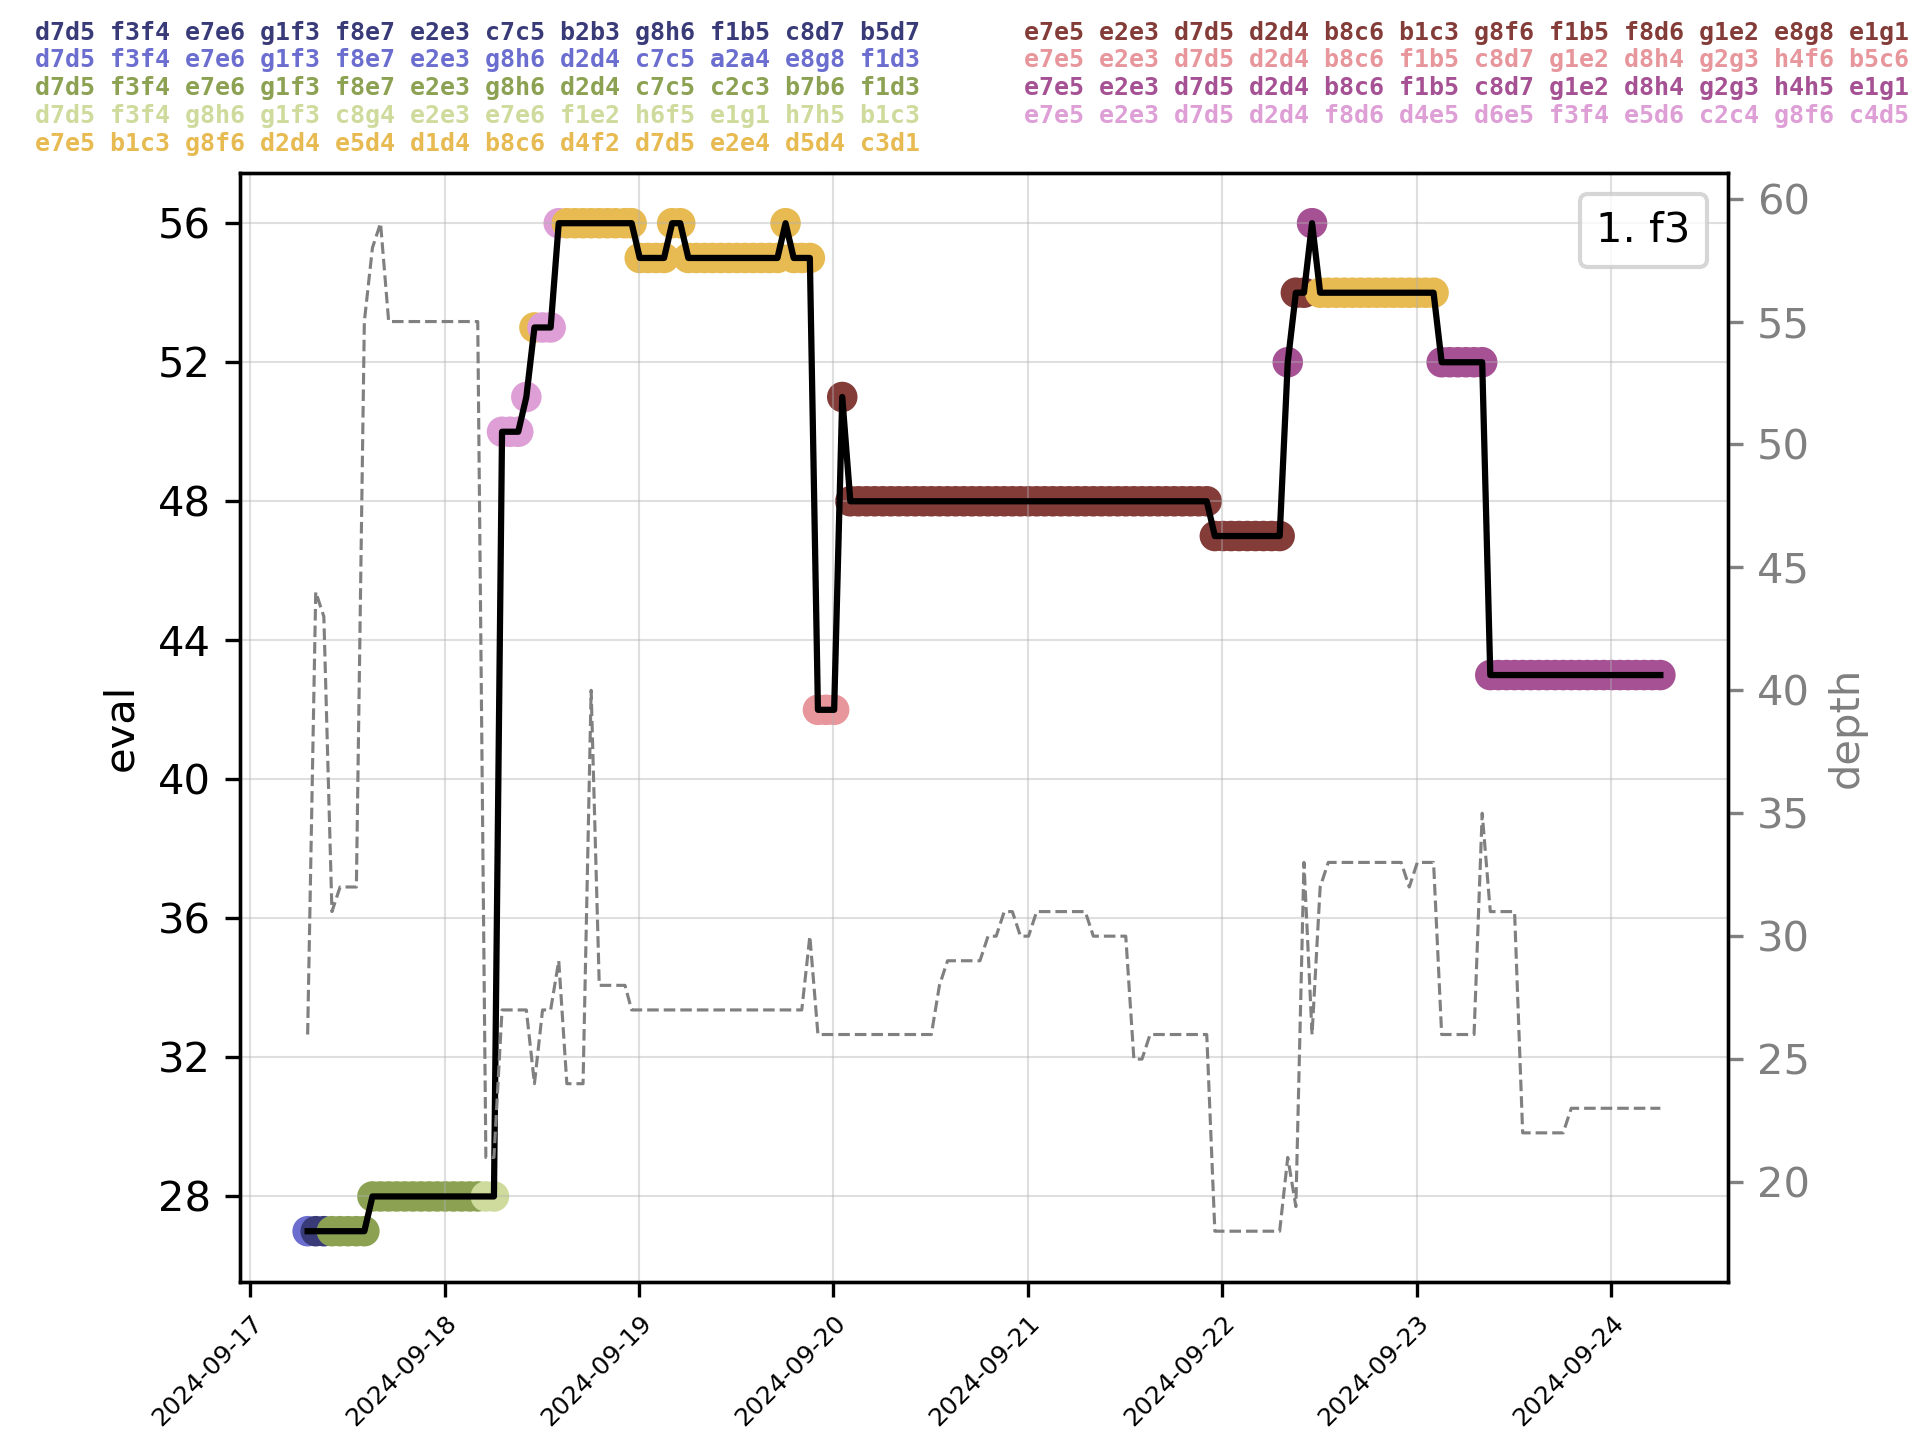 d7d5 f3f4 e7e6 g1f3 f8e7 e2e3 c7c5 b2b3 g8h6 f1b5 c8d7 b5d7
d7d5 f3f4 e7e6 g1f3 f8e7 e2e3 g8h6 d2d4 c7c5 a2a4 e8g8 f1d3
d7d5 f3f4 e7e6 g1f3 f8e7 e2e3 g8h6 d2d4 c7c5 c2c3 b7b6 f1d3
d7d5 f3f4 g8h6 g1f3 c8g4 e2e3 e7e6 f1e2 h6f5 e1g1 h7h5 b1c3
e7e5 b1c3 g8f6 d2d4 e5d4 d1d4 b8c6 d4f2 d7d5 e2e4 d5d4 c3d1
e7e5 e2e3 d7d5 d2d4 b8c6 b1c3 g8f6 f1b5 f8d6 g1e2 e8g8 e1g1
e7e5 e2e3 d7d5 d2d4 b8c6 f1b5 c8d7 g1e2 d8h4 g2g3 h4f6 b5c6
e7e5 e2e3 d7d5 d2d4 b8c6 f1b5 c8d7 g1e2 d8h4 g2g3 h4h5 e1g1
e7e5 e2e3 d7d5 d2d4 f8d6 d4e5 d6e5 f3f4 e5d6 c2c4 g8f6 c4d5
1. f3
eval
56
52
48
44
40
36
32
28
60
55
50
45
40
35
30
25
20
depth
2024-09-17
2024-09-18
2024-09-19
2024-09-20
2024-09-21
2024-09-22
2024-09-23
2024-09-24